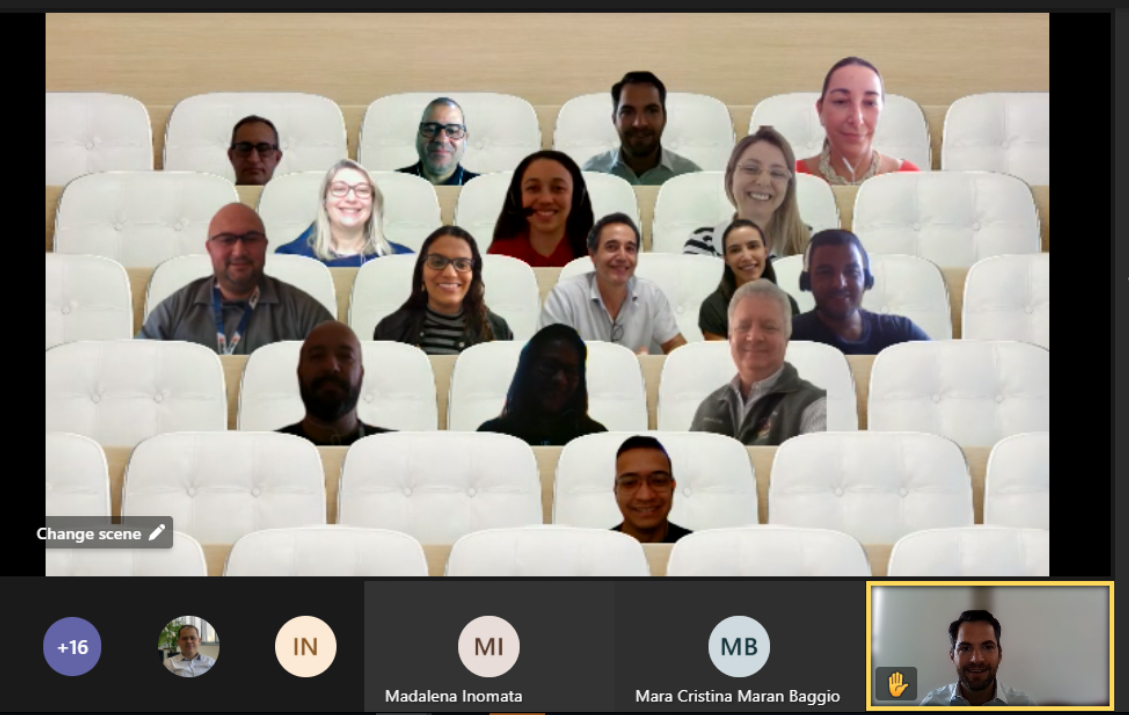 Change scene
+16
IN
MI
MB
Madalena Inomata
Mara Cristina Maran Baggio